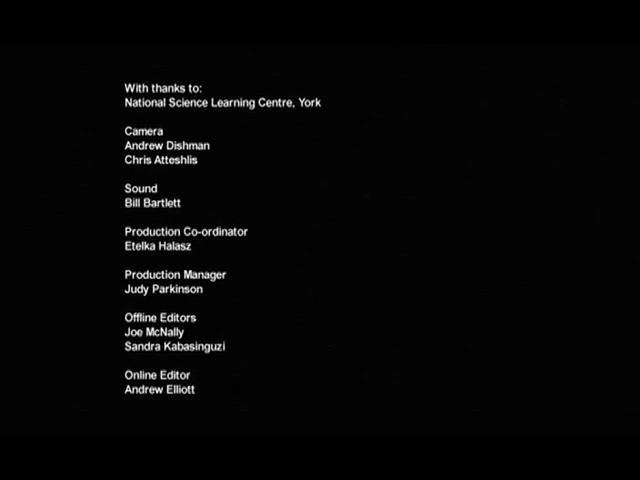 With thanks to:
National Science Learning Centre, York
Camera
Andrew Dishman
Chris Atteshlis
Sound
Bill Bartlett
Production Co-ordinator
Etelka Halasz
Production Manager
Judy Parkinson
Offline Editors
Joe McNally
Sandra Kabasinguzi
Online Editor
Andrew Elliott